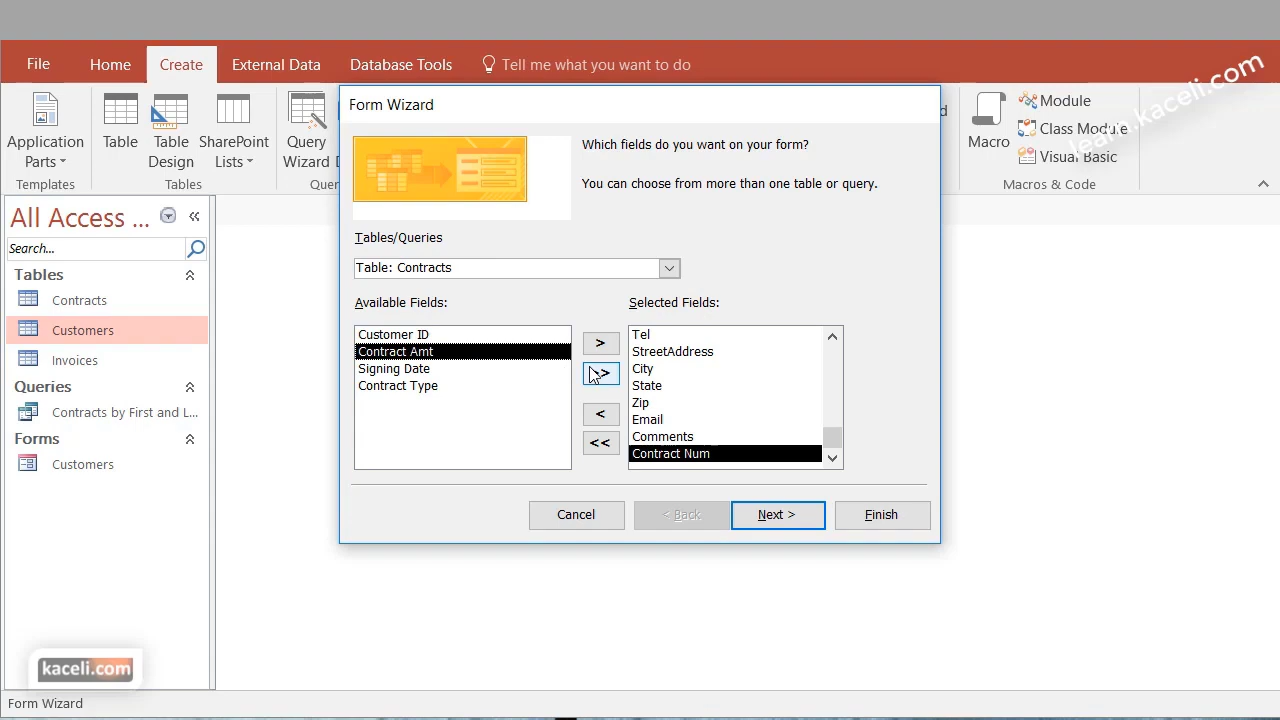 File
Home
Create
External Data
Database Tools
Tell me what you want to do
learn.kaceli.com
Application
Parts
Templates
Table
Table
Design
SharePoint
Lists
Tables
Query
Wizard D
Quer
d
Macro
Module
Class Module
Visual Basic
Macros & Code
All Access ...
Search...
Tables
Contracts
Customers
Invoices
Queries
Contracts by First and L...
Forms
Customers
Form Wizard
Which fields do you want on your form?
You can choose from more than one table or query.
Tables/Queries
Table: Contracts
Available Fields:
Customer ID
Contract Amt
Signing Date
Contract Type
>
>>
<
<<
Selected Fields:
Tel
StreetAddress
City
State
Zip
Email
Comments
Contract Num
Cancel
< Back
Next >
Finish
kaceli.com
Form Wizard